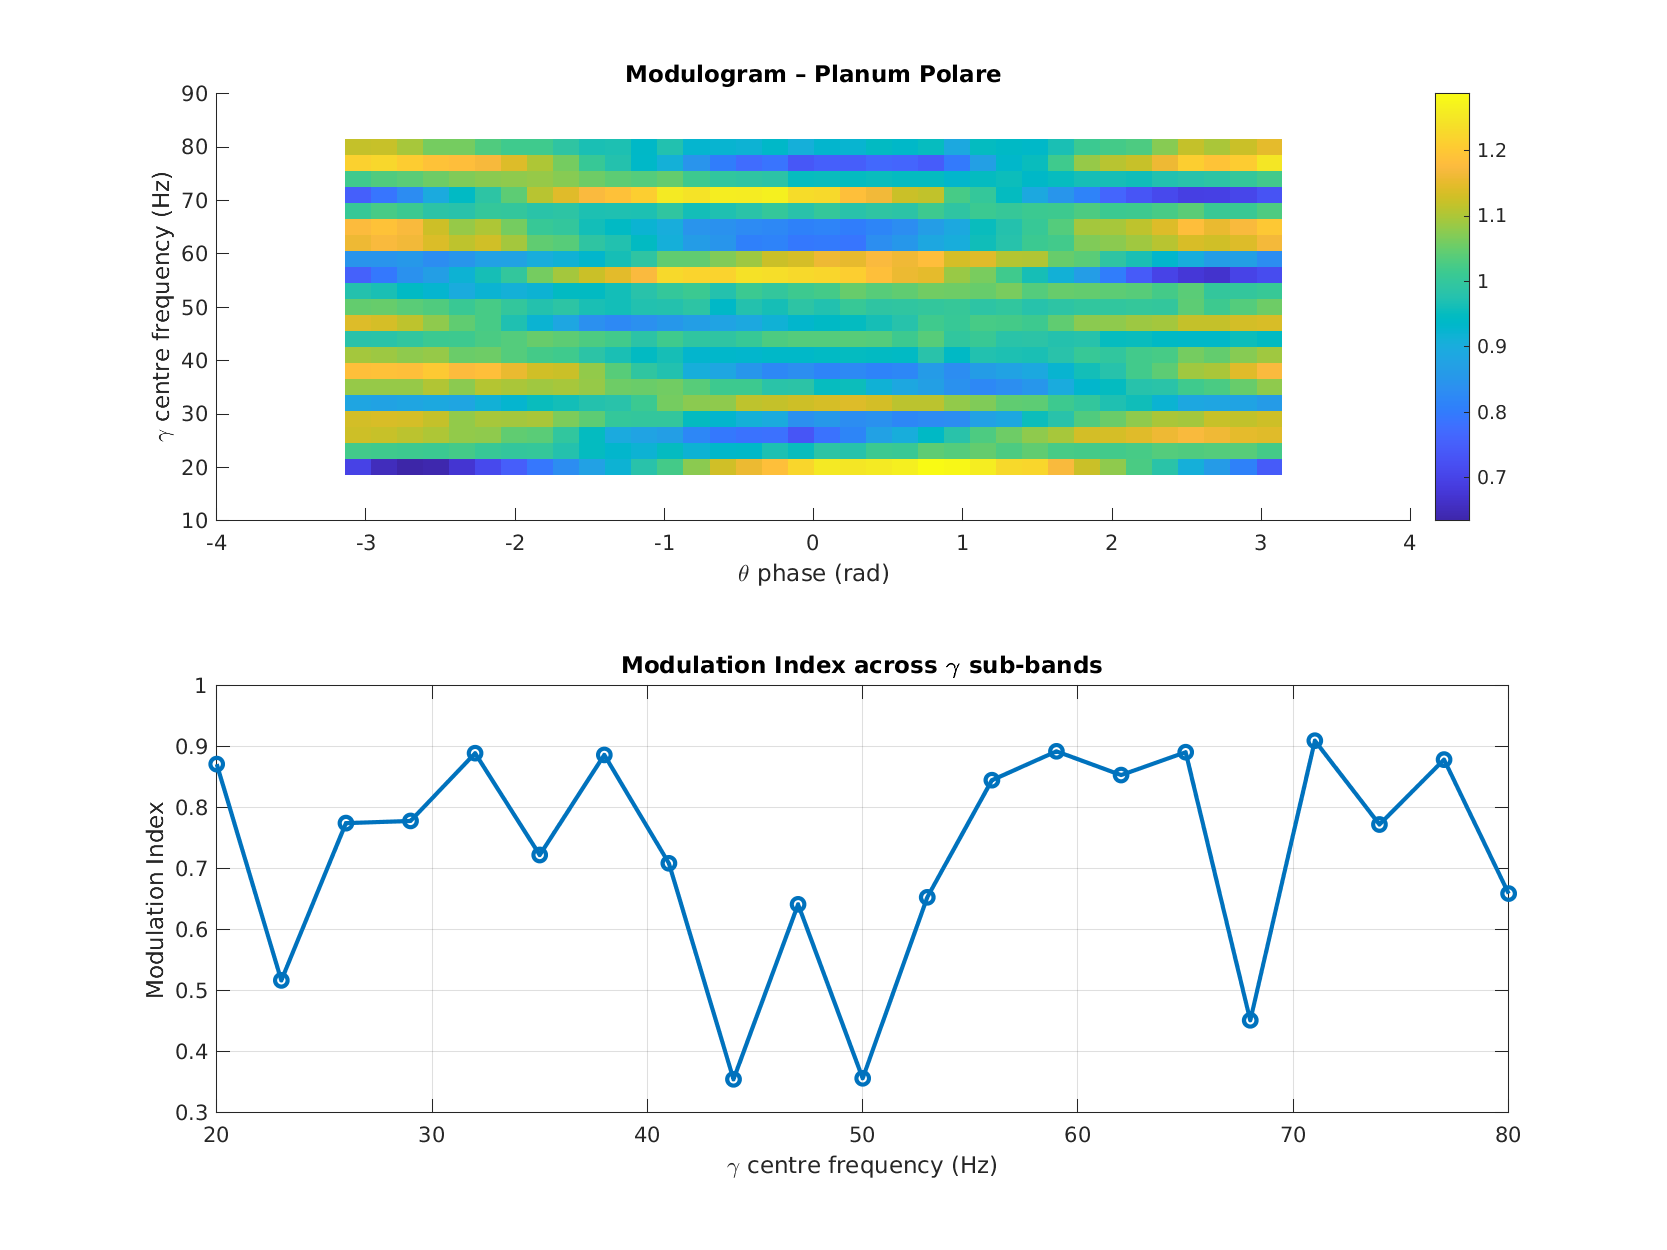 Modulogram – Planum Polare
90
80
70
60
50
40
30
20
10
γ centre frequency (Hz)
-4 -3 -2 -1 0 1 2 3 4
θ phase (rad)
1.2
1.1
1
0.9
0.8
0.7
Modulation Index across γ sub-bands
1
0.9
0.8
0.7
0.6
0.5
0.4
0.3
Modulation Index
20 30 40 50 60 70 80
γ centre frequency (Hz)